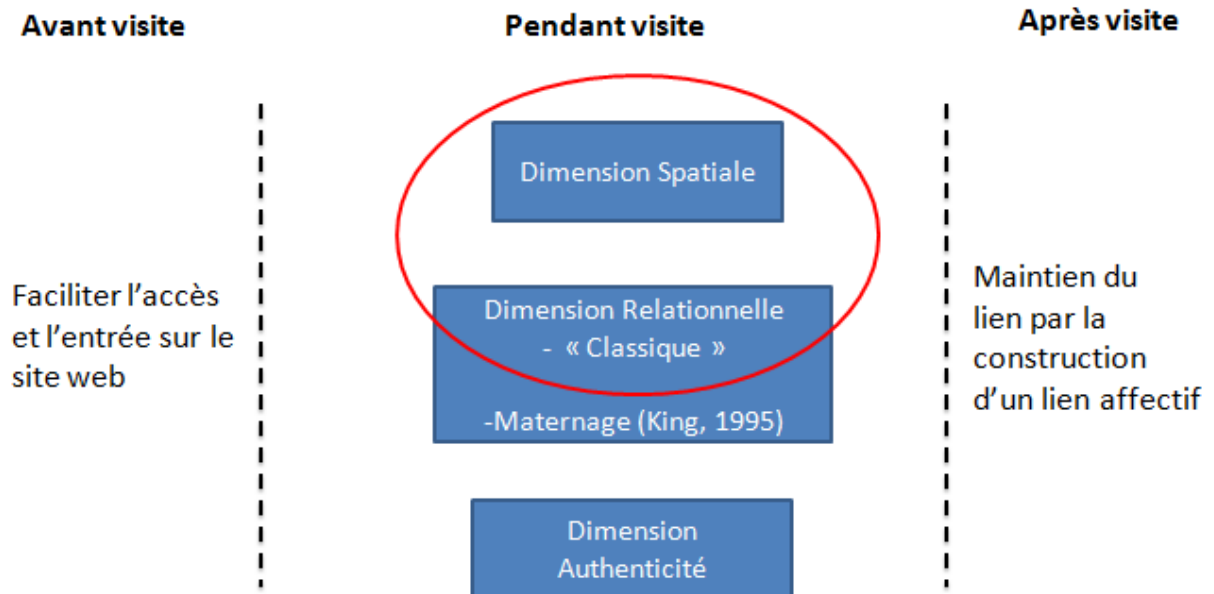 Avant visite
Pendant visite
Après visite
Faciliter l’accès
et l’entrée sur le
site web
Dimension Spatiale
Dimension Relationnelle
- « Classique »
-Maternage (King, 1995)
Dimension
Authenticité
Maintien du
lien par la
construction
d’un lien affectif